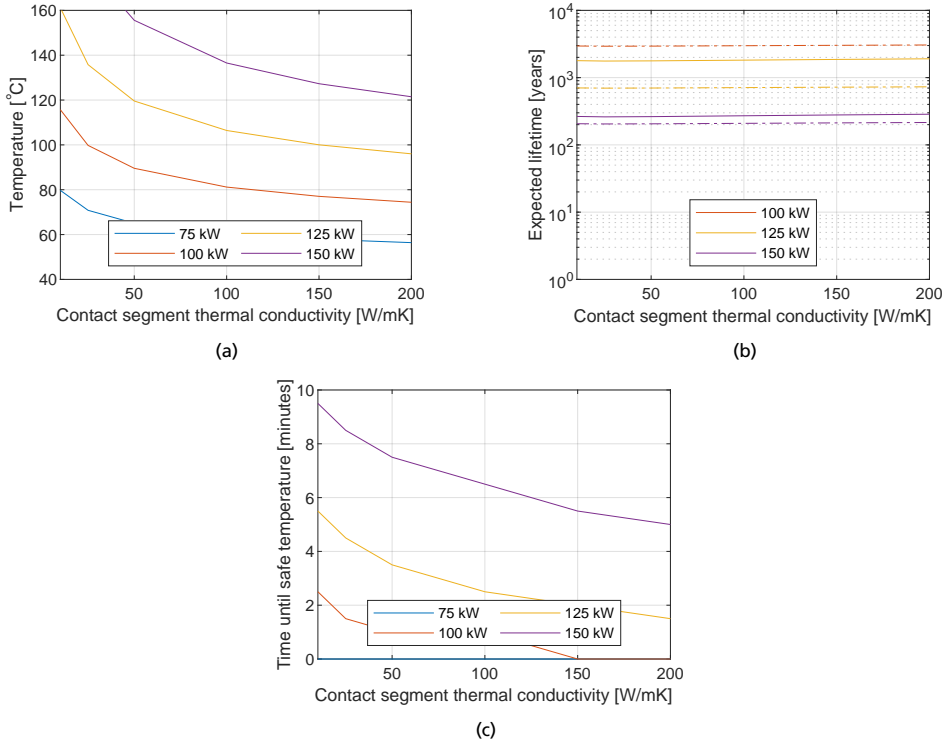 160
140
120
100
80
60
40
Temperature [°C]
75 kW 125 kW
100 kW 150 kW
50 100 150 200
Contact segment thermal conductivity [W/mK]
(a)
10^4
10^3
10^2
10^1
10^0
Expected lifetime [years]
100 kW
125 kW
150 kW
50 100 150 200
Contact segment thermal conductivity [W/mK]
(b)
10
8
6
4
2
0
Time until safe temperature [minutes]
75 kW 125 kW
100 kW 150 kW
50 100 150 200
Contact segment thermal conductivity [W/mK]
(c)